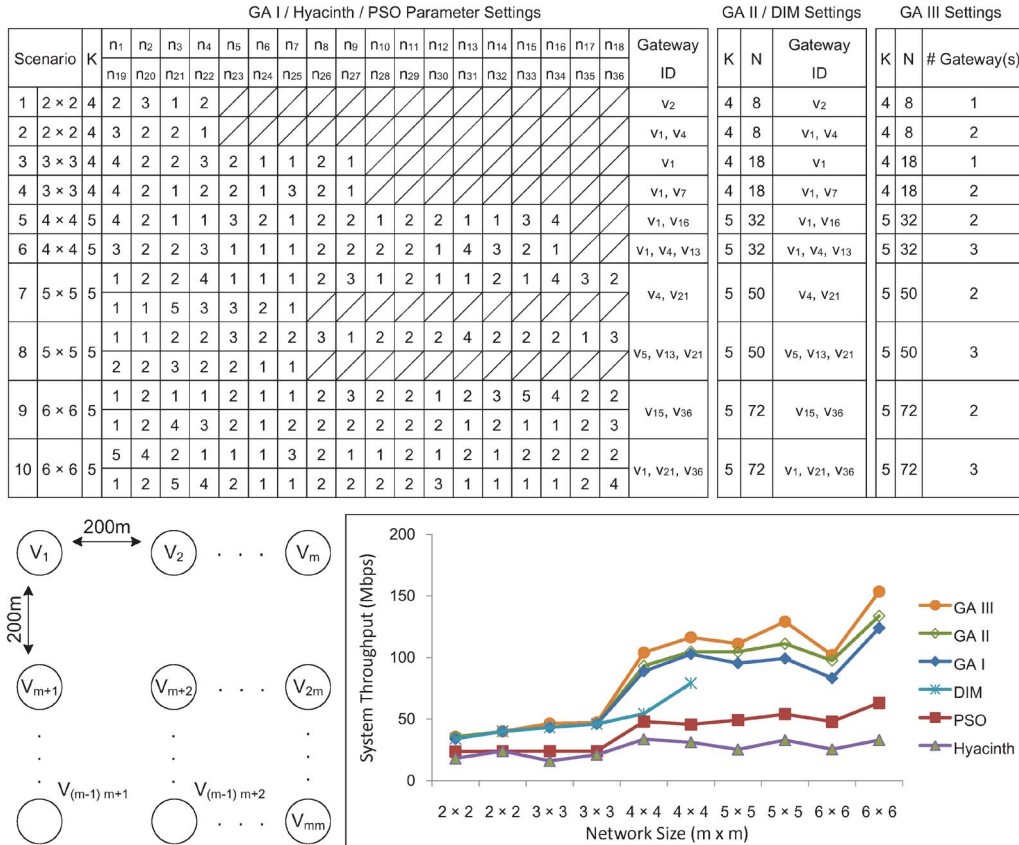 GA I / Hyacinth / PSO Parameter Settings GA II / DIM Settings GA III Settings
Scenario K n1 n2 n3 n4 n5 n6 n7 n8 n9 n10 n11 n12 n13 n14 n15 n16 n17 n18 Gateway ID K N Gateway ID K N # Gateway(s)
n19 n20 n21 n22 n23 n24 n25 n26 n27 n28 n29 n30 n31 n32 n33 n34 n35 n36
1 2 × 2 4 2 3 1 2 v2 4 8 v2 4 8 1
2 2 × 2 4 3 2 2 1 v1, v4 4 8 v1, v4 4 8 2
3 3 × 3 4 4 2 2 3 2 1 1 2 1 v1 4 18 v1 4 18 1
4 3 × 3 4 4 2 1 2 2 1 3 2 1 v1, v7 4 18 v1, v7 4 18 2
5 4 × 4 5 4 2 1 1 3 2 1 2 2 1 2 2 1 1 3 4 v1, v16 5 32 v1, v16 5 32 2
6 4 × 4 5 3 2 2 3 1 1 1 2 2 2 2 1 4 3 2 1 v1, v4, v13 5 32 v1, v4, v13 5 32 3
7 5 × 5 5 1 2 2 4 1 1 1 2 3 1 2 1 1 2 1 4 3 2 v4, v21 5 50 v4, v21 5 50 2
1 1 5 3 3 2 1
8 5 × 5 5 1 1 2 2 3 2 2 3 1 2 2 2 4 2 2 2 1 3 v5, v13, v21 5 50 v5, v13, v21 5 50 3
2 2 3 2 2 1 1
9 6 × 6 5 1 2 1 1 1 2 1 2 3 2 2 1 2 3 5 4 2 2 v15, v36 5 72 v15, v36 5 72 2
1 2 4 3 2 1 2 2 2 2 2 2 1 2 1 1 2 3
10 6 × 6 5 5 4 2 1 1 1 3 2 1 1 2 1 1 2 2 2 2 2 v1, v21, v36 5 72 v1, v21, v36 5 72 3
1 2 5 4 2 1 1 2 2 2 2 3 1 1 1 1 2 4
200m
V1 V2 . . . Vm
200m
Vm+1 Vm+2 . . . V2m
V(m-1) m+1 V(m-1) m+2 . . . Vmm
System Throughput (Mbps)
200
150
100
50
0
2 × 2 2 × 2 3 × 3 3 × 3 4 × 4 4 × 4 5 × 5 5 × 5 6 × 6 6 × 6
Network Size (m x m)
GA III
GA II
GA I
DIM
PSO
Hyacinth